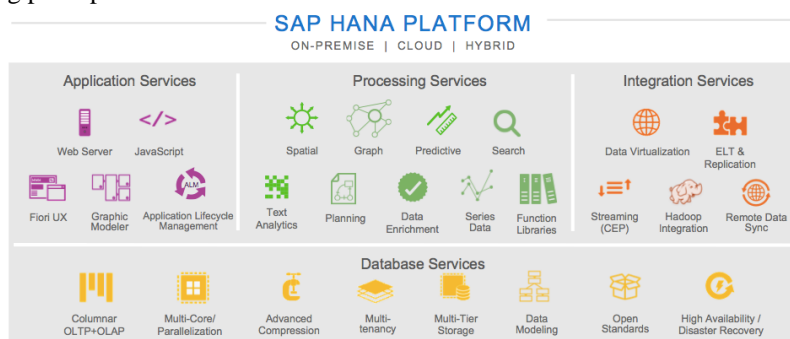 SAP HANA PLATFORM
ON-PREMISE | CLOUD | HYBRID
Application Services
Web Server
JavaScript
</>
Fiori UX
Graphic
Modeler
ALM
Application Lifecycle
Management
Processing Services
Spatial
Graph
Predictive
Search
Text
Analytics
Planning
Data
Enrichment
Series
Data
Function
Libraries
Integration Services
Data Virtualization
ELT &
Replication
Streaming
(CEP)
Hadoop
Integration
Remote Data
Sync
Database Services
Columnar
OLTP+OLAP
Multi-Core/
Parallelization
Advanced
Compression
Multi-
tenancy
Multi-Tier
Storage
Data
Modeling
Open
Standards
High Availability /
Disaster Recovery